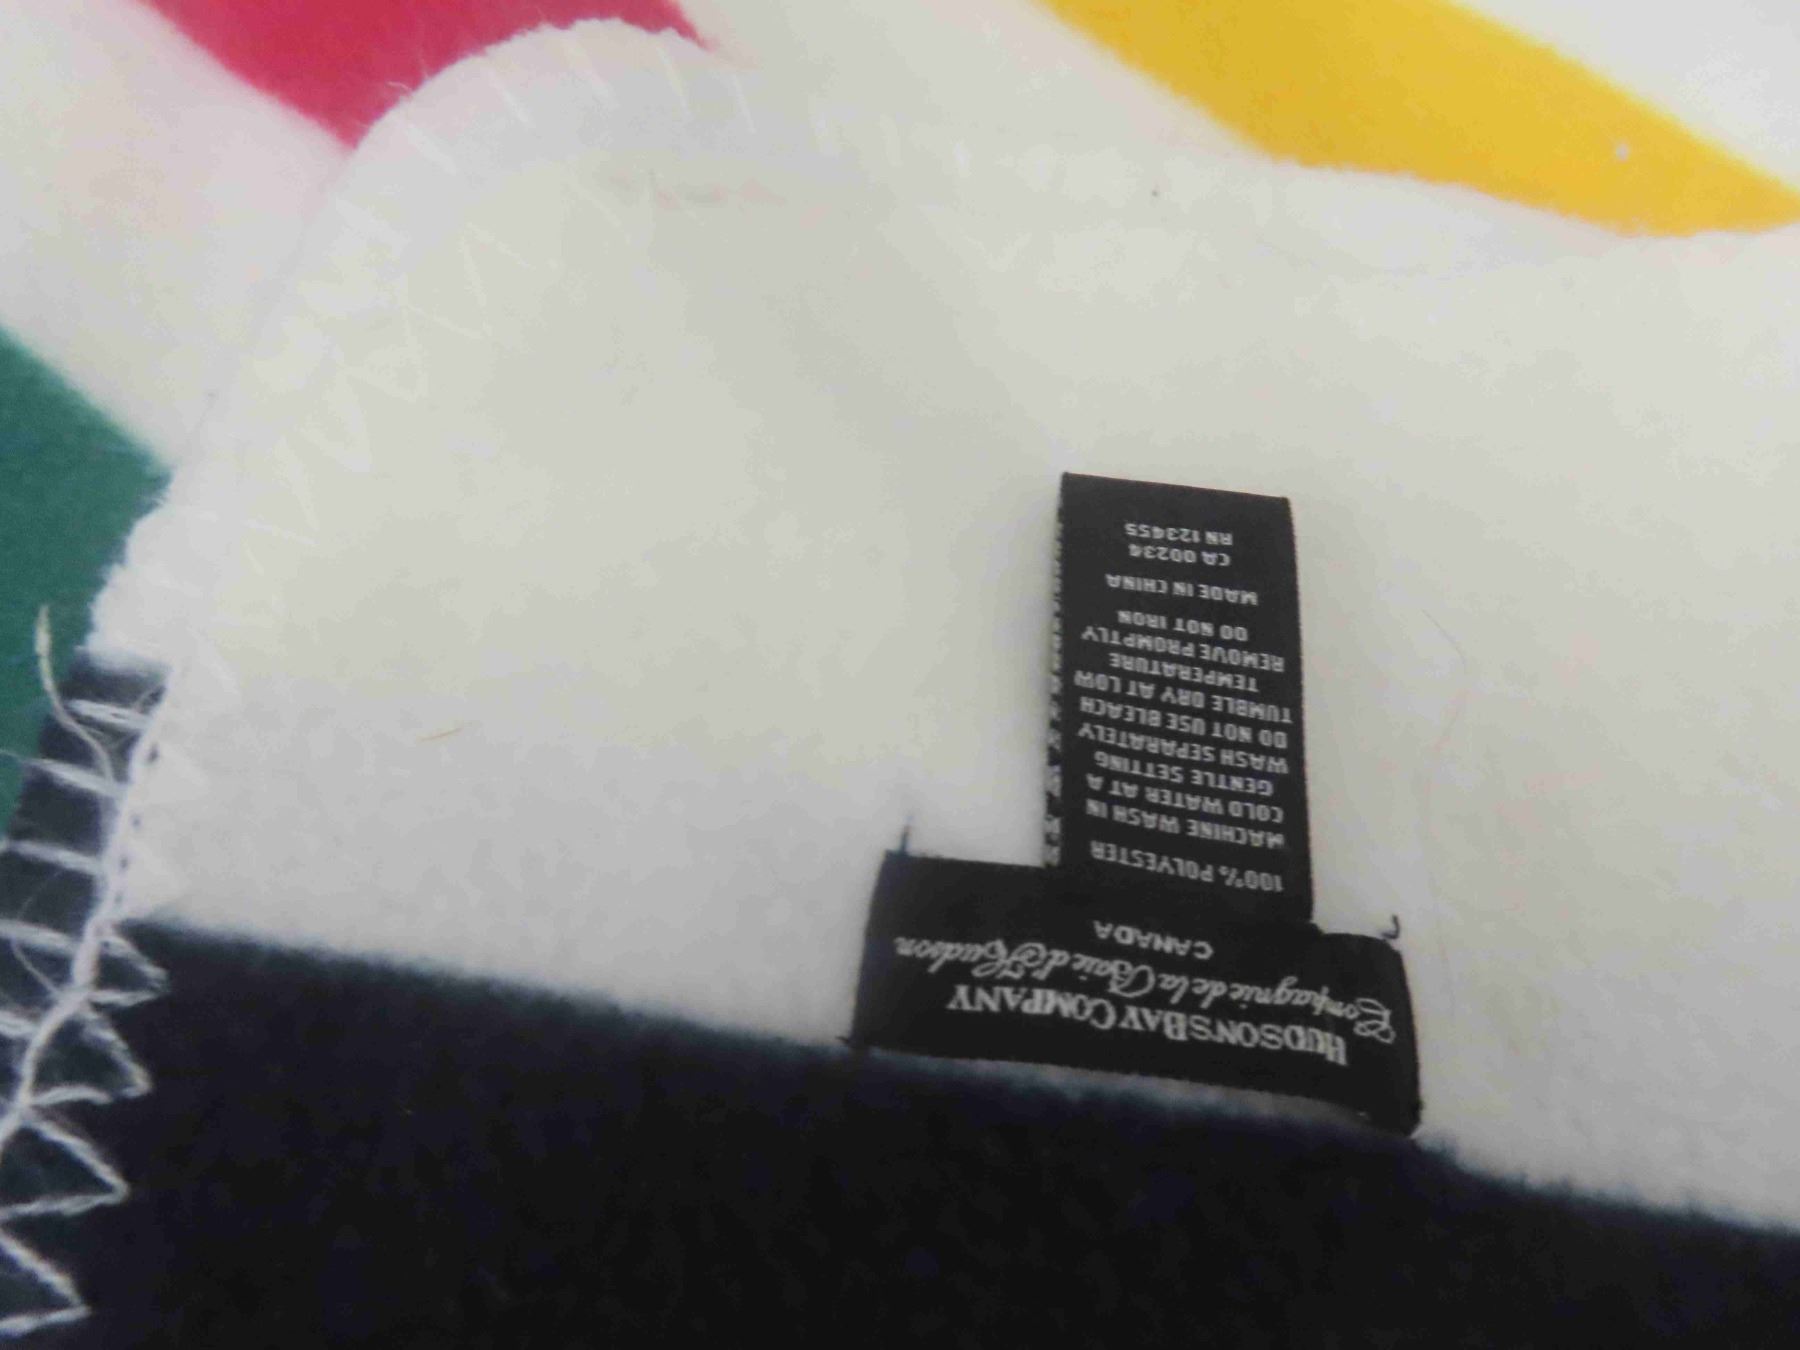 HUDSON'S BAY COMPANY
Compagnie de la Baie d'Hudson
CANADA
100% POLYESTER
MACHINE WASH IN
COLD WATER AT A
GENTLE SETTING
WASH SEPARATELY
DO NOT USE BLEACH
TUMBLE DRY AT LOW
TEMPERATURE
REMOVE PROMPTLY
DO NOT IRON
MADE IN CHINA
CA 00234
RN 123455